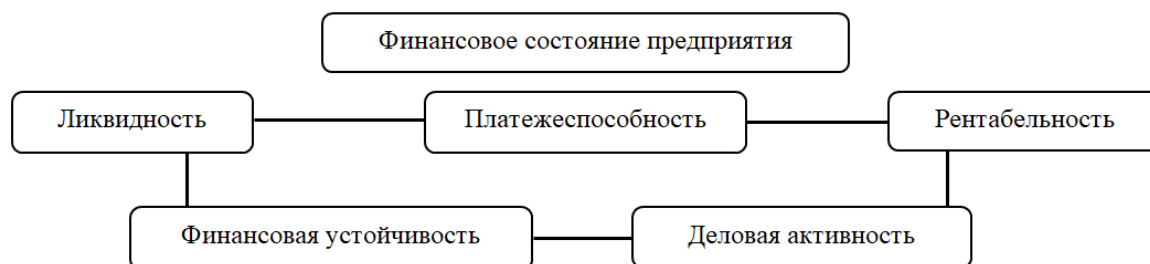 Финансовое состояние предприятия
Ликвидность
Платежеспособность
Рентабельность
Финансовая устойчивость
Деловая активность